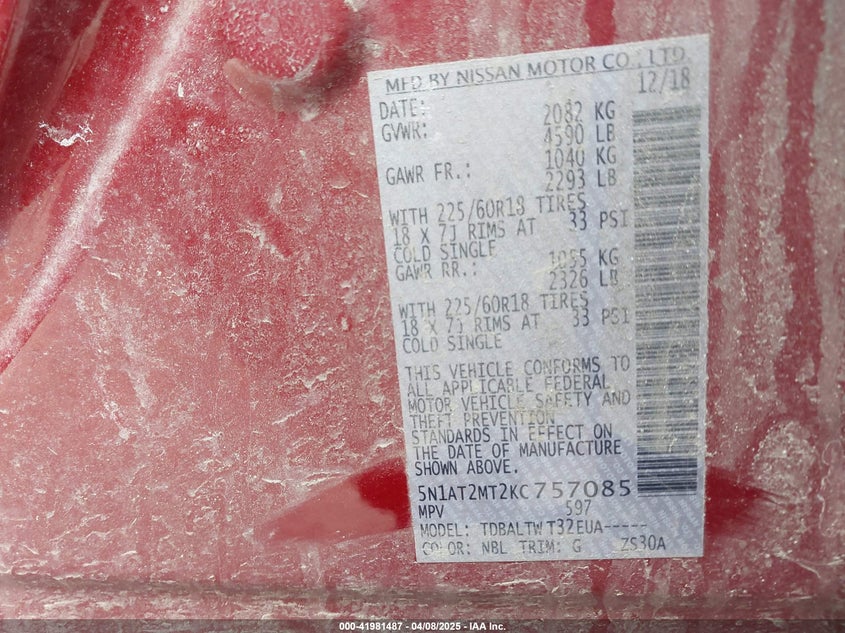 MFD BY NISSAN MOTOR CO., LTD.
DATE: 12/18
GVWR: 2082 KG
4590 LB
GAWR FR.: 1040 KG
2293 LB
WITH 225/60R18 TIRES
18 X 7J RIMS AT 33 PSI
COLD SINGLE
GAWR RR.: 1055 KG
2326 LB
WITH 225/60R18 TIRES
18 X 7J RIMS AT 33 PSI
COLD SINGLE
THIS VEHICLE CONFORMS TO
ALL APPLICABLE FEDERAL
MOTOR VEHICLE SAFETY AND
THEFT PREVENTION
STANDARDS IN EFFECT ON
THE DATE OF MANUFACTURE
SHOWN ABOVE.
5N1AT2MT2KC757085
MPV 597
MODEL: TDBALTWT32EUA-----
COLOR: NBL TRIM: G ZS30A
000-41981487 - 04/08/2025 - IAA Inc.